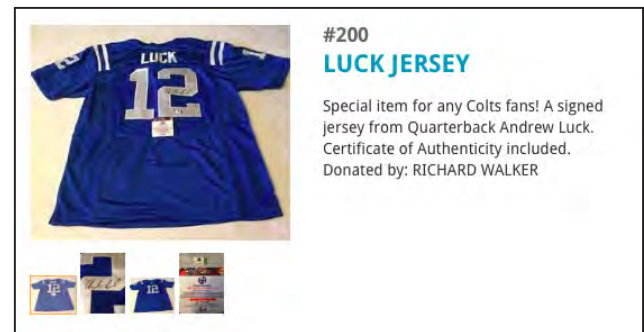 #200
LUCK JERSEY
Special item for any Colts fans! A signed
jersey from Quarterback Andrew Luck.
Certificate of Authenticity included.
Donated by: RICHARD WALKER
LUCK
12
12
12